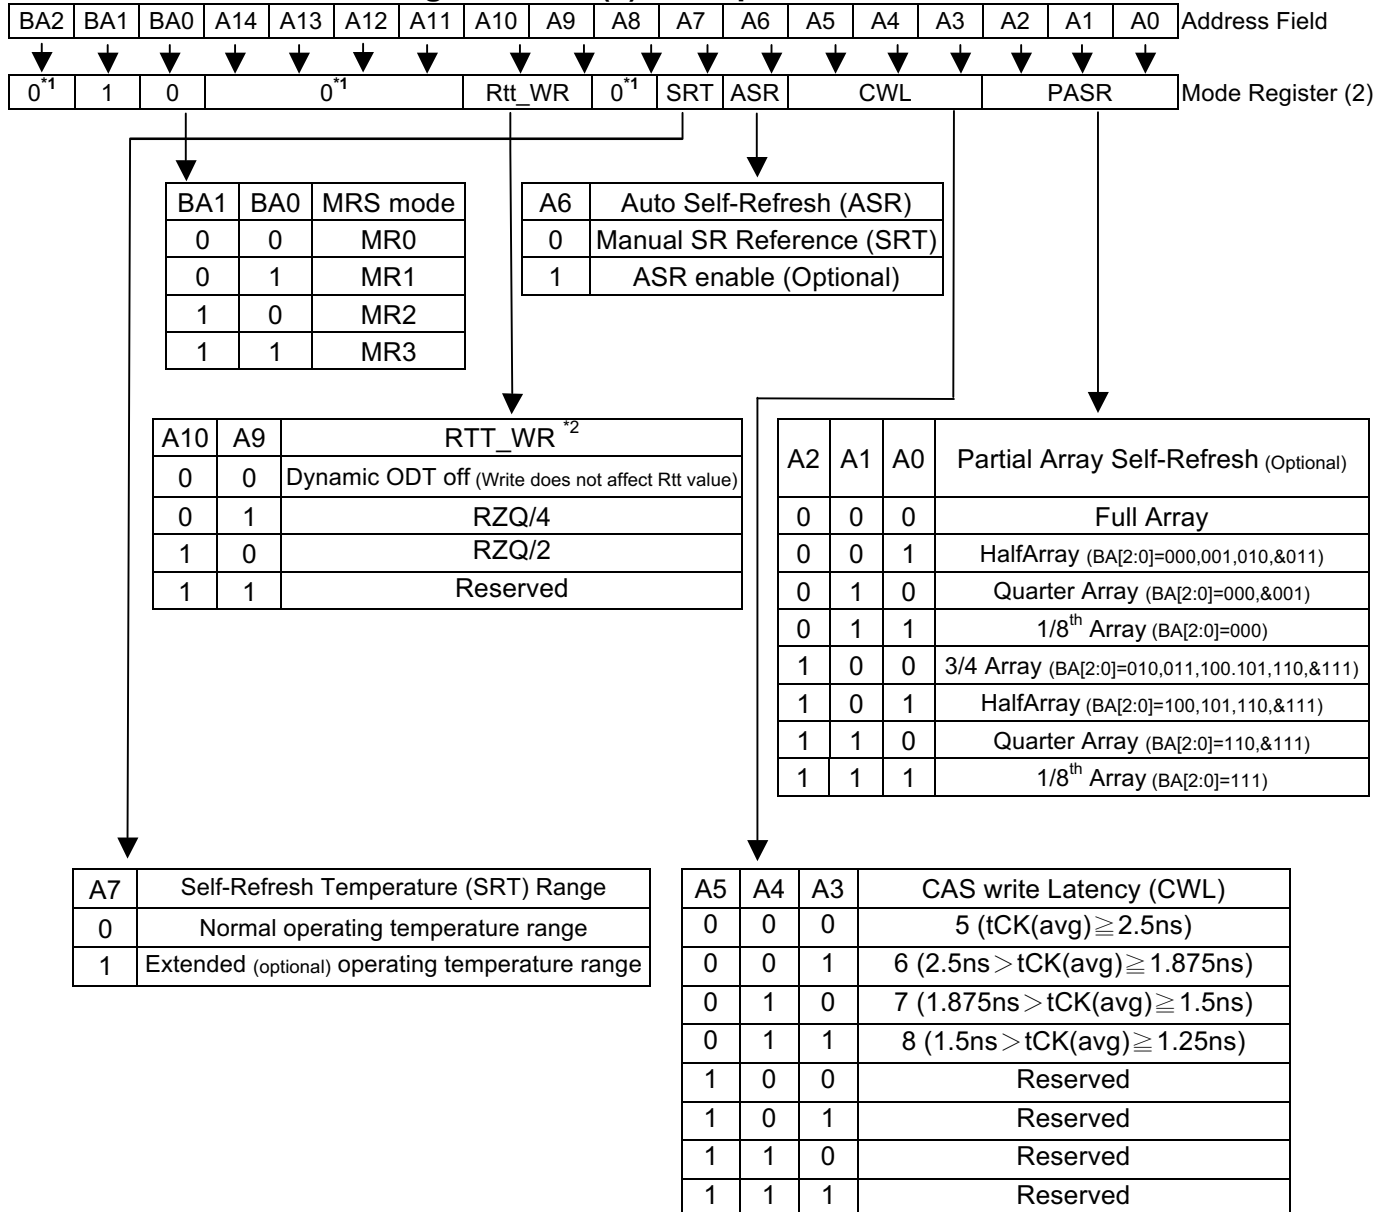 BA2 BA1 BA0 A14 A13 A12 A11 A10 A9 A8 A7 A6 A5 A4 A3 A2 A1 A0 Address Field
0*1 1 0 0*1 Rtt_WR 0*1 SRT ASR CWL PASR Mode Register (2)
BA1 BA0 MRS mode
0 0 MR0
0 1 MR1
1 0 MR2
1 1 MR3
A6 Auto Self-Refresh (ASR)
0 Manual SR Reference (SRT)
1 ASR enable (Optional)
A10 A9 RTT_WR *2
0 0 Dynamic ODT off (Write does not affect Rtt value)
0 1 RZQ/4
1 0 RZQ/2
1 1 Reserved
A2 A1 A0 Partial Array Self-Refresh (Optional)
0 0 0 Full Array
0 0 1 HalfArray (BA[2:0]=000,001,010,&011)
0 1 0 Quarter Array (BA[2:0]=000,&001)
0 1 1 1/8th Array (BA[2:0]=000)
1 0 0 3/4 Array (BA[2:0]=010,011,100.101,110,&111)
1 0 1 HalfArray (BA[2:0]=100,101,110,&111)
1 1 0 Quarter Array (BA[2:0]=110,&111)
1 1 1 1/8th Array (BA[2:0]=111)
A7 Self-Refresh Temperature (SRT) Range
0 Normal operating temperature range
1 Extended (optional) operating temperature range
A5 A4 A3 CAS write Latency (CWL)
0 0 0 5 (tCK(avg)≧2.5ns)
0 0 1 6 (2.5ns>tCK(avg)≧1.875ns)
0 1 0 7 (1.875ns>tCK(avg)≧1.5ns)
0 1 1 8 (1.5ns>tCK(avg)≧1.25ns)
1 0 0 Reserved
1 0 1 Reserved
1 1 0 Reserved
1 1 1 Reserved